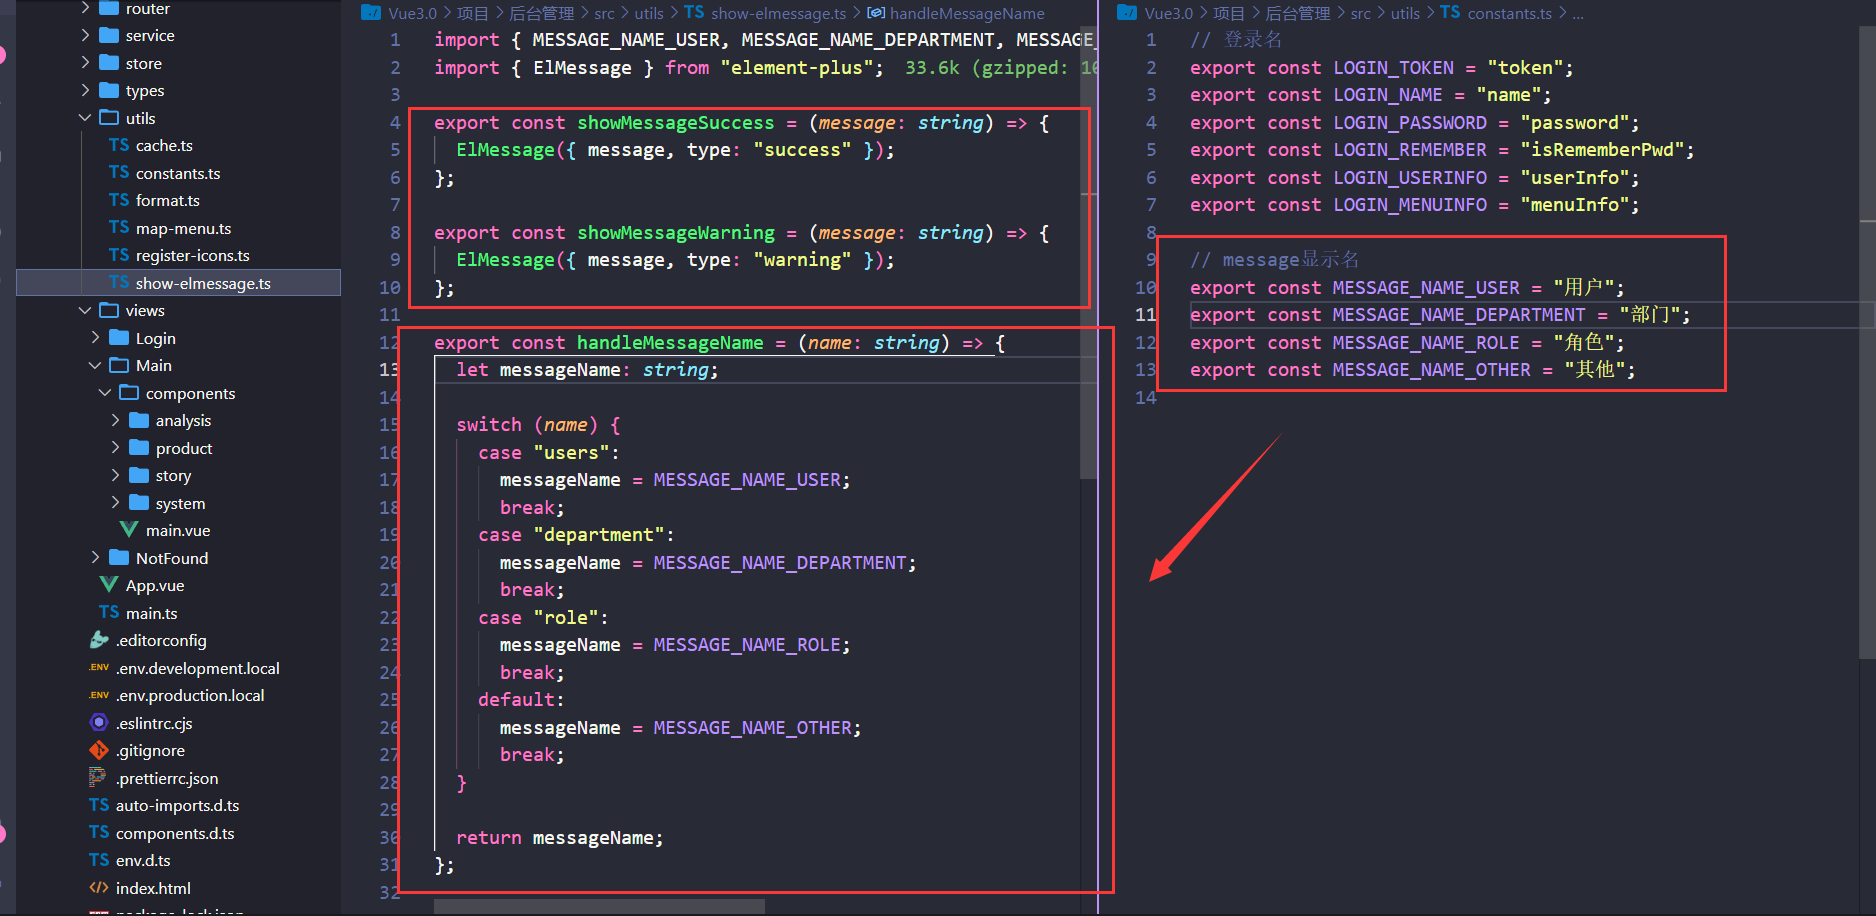 router
service
store
types
utils
TS cache.ts
TS constants.ts
TS format.ts
TS map-menu.ts
TS register-icons.ts
TS show-elmessage.ts
views
Login
Main
components
analysis
product
story
system
main.vue
NotFound
App.vue
TS main.ts
.editorconfig
.ENV .env.development.local
.ENV .env.production.local
.eslintrc.cjs
.gitignore
.prettierrc.json
TS auto-imports.d.ts
TS components.d.ts
TS env.d.ts
</> index.html
Vue3.0 > 项目 > 后台管理 > src > utils > TS show-elmessage.ts > handleMessageName
1 import { MESSAGE_NAME_USER, MESSAGE_NAME_DEPARTMENT, MESSAGE_
2 import { ElMessage } from "element-plus"; 33.6k (gzipped: 10
3
4 export const showMessageSuccess = (message: string) => {
5 ElMessage({ message, type: "success" });
6 };
7
8 export const showMessageWarning = (message: string) => {
9 ElMessage({ message, type: "warning" });
10 };
11
12 export const handleMessageName = (name: string) => {
13 let messageName: string;
14
15 switch (name) {
16 case "users":
17 messageName = MESSAGE_NAME_USER;
18 break;
19 case "department":
20 messageName = MESSAGE_NAME_DEPARTMENT;
21 break;
22 case "role":
23 messageName = MESSAGE_NAME_ROLE;
24 break;
25 default:
26 messageName = MESSAGE_NAME_OTHER;
27 break;
28 }
29
30 return messageName;
31 };
32
Vue3.0 > 项目 > 后台管理 > src > utils > TS constants.ts > ...
1 // 登录名
2 export const LOGIN_TOKEN = "token";
3 export const LOGIN_NAME = "name";
4 export const LOGIN_PASSWORD = "password";
5 export const LOGIN_REMEMBER = "isRememberPwd";
6 export const LOGIN_USERINFO = "userInfo";
7 export const LOGIN_MENUINFO = "menuInfo";
8
9 // message显示名
10 export const MESSAGE_NAME_USER = "用户";
11 export const MESSAGE_NAME_DEPARTMENT = "部门";
12 export const MESSAGE_NAME_ROLE = "角色";
13 export const MESSAGE_NAME_OTHER = "其他";
14